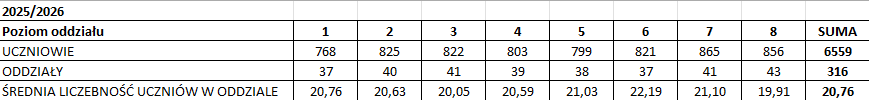 2025/2026
Poziom oddziału 1 2 3 4 5 6 7 8 SUMA
UCZNIOWIE 768 825 822 803 799 821 865 856 6559
ODDZIAŁY 37 40 41 39 38 37 41 43 316
ŚREDNIA LICZEBNOŚĆ UCZNIÓW W ODDZIALE 20,76 20,63 20,05 20,59 21,03 22,19 21,10 19,91 20,76